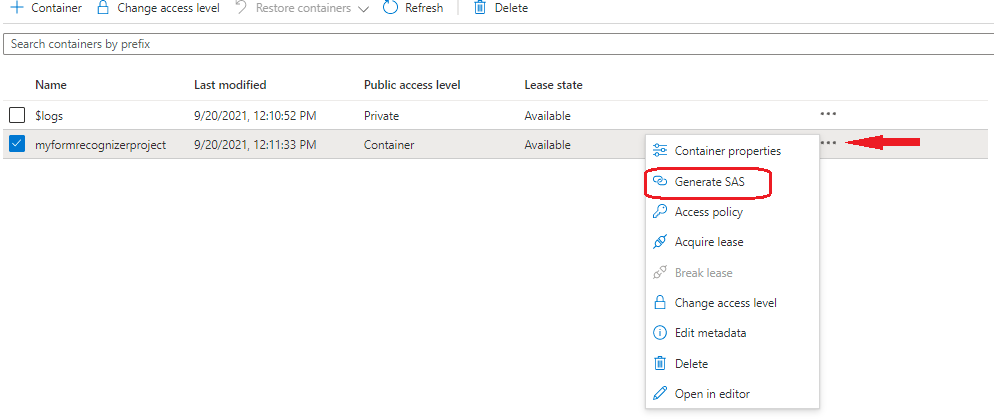 Container Change access level Restore containers Refresh Delete
Search containers by prefix
Name Last modified Public access level Lease state
$logs 9/20/2021, 12:10:52 PM Private Available
myformrecognizerproject 9/20/2021, 12:11:33 PM Container Available
Container properties
Generate SAS
Access policy
Acquire lease
Break lease
Change access level
Edit metadata
Delete
Open in editor